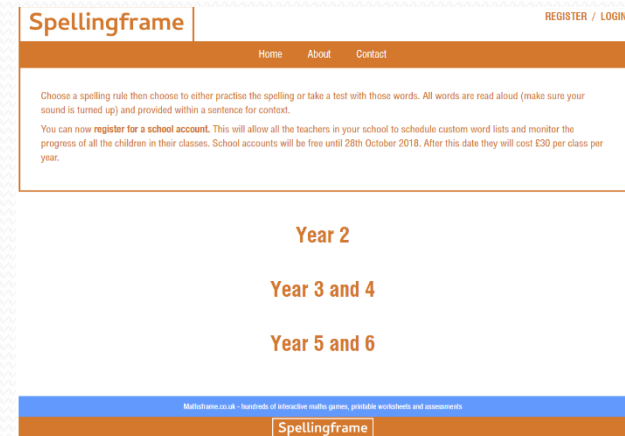 Spellingframe
REGISTER / LOGIN
Home About Contact
Choose a spelling rule then choose to either practise the spelling or take a test with those words. All words are read aloud (make sure your
sound is turned up) and provided within a sentence for context.
You can now register for a school account. This will allow all the teachers in your school to schedule custom word lists and monitor the
progress of all the children in their classes. School accounts will be free until 28th October 2018. After this date they will cost £30 per class per
year.
Year 2
Year 3 and 4
Year 5 and 6
Mathsframe.co.uk - hundreds of interactive maths games, printable worksheets and assessments
Spellingframe